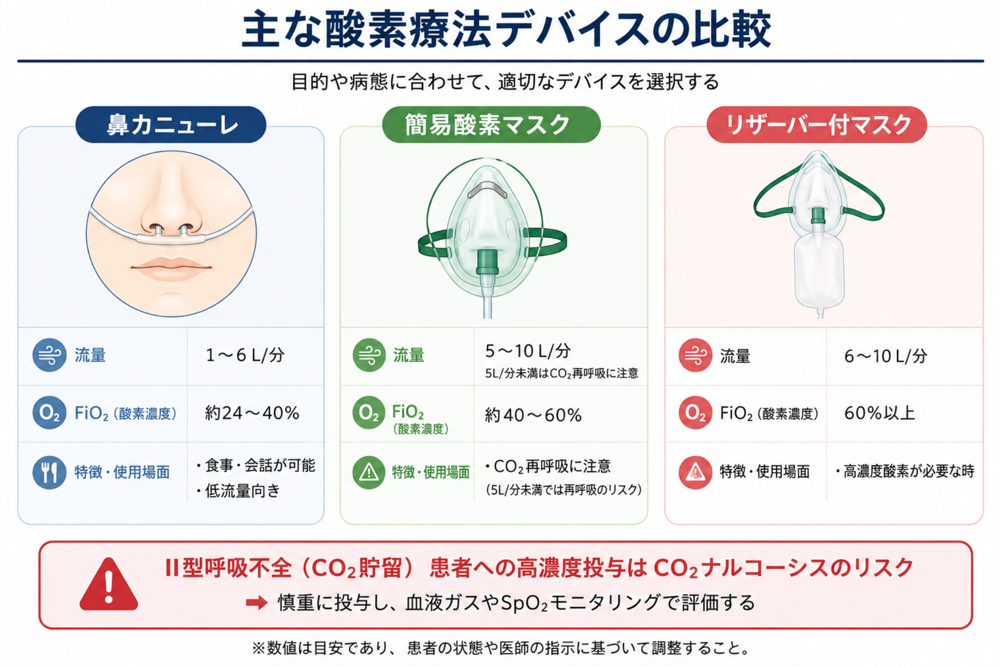 主な酸素療法デバイスの比較
目的や病態に合わせて、適切なデバイスを選択する
鼻カニューレ
流量
1～6 L/分
O₂
FiO₂（酸素濃度）
約24～40%
特徴・使用場面
・食事・会話が可能
・低流量向き
簡易酸素マスク
流量
5～10 L/分
5L/分未満はCO₂再呼吸に注意
O₂
FiO₂
（酸素濃度）
約40～60%
特徴・使用場面
・CO₂再呼吸に注意
（5L/分未満では再呼吸のリスク）
リザーバー付マスク
流量
6～10 L/分
O₂
FiO₂（酸素濃度）
60%以上
特徴・使用場面
・高濃度酸素が必要な時
II型呼吸不全（CO₂貯留）患者への高濃度投与は CO₂ナルコーシスのリスク
➡ 慎重に投与し、血液ガスやSpO₂モニタリングで評価する
※数値は目安であり、患者の状態や医師の指示に基づいて調整すること。